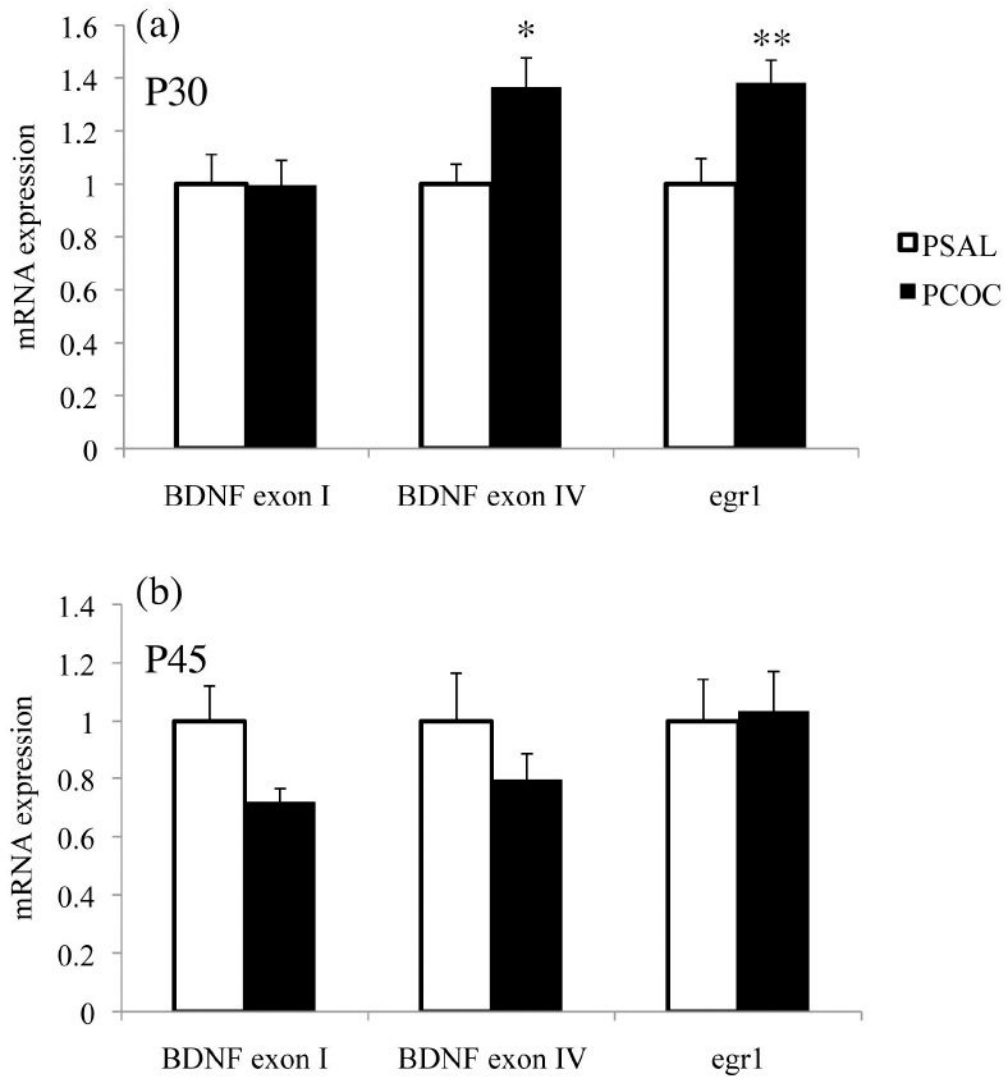 (a)
P30
mRNA expression
1.6
1.4
1.2
1
0.8
0.6
0.4
0.2
0
*
**
BDNF exon I
BDNF exon IV
egr1
PSAL
PCOC
(b)
P45
mRNA expression
1.4
1.2
1
0.8
0.6
0.4
0.2
0
BDNF exon I
BDNF exon IV
egr1